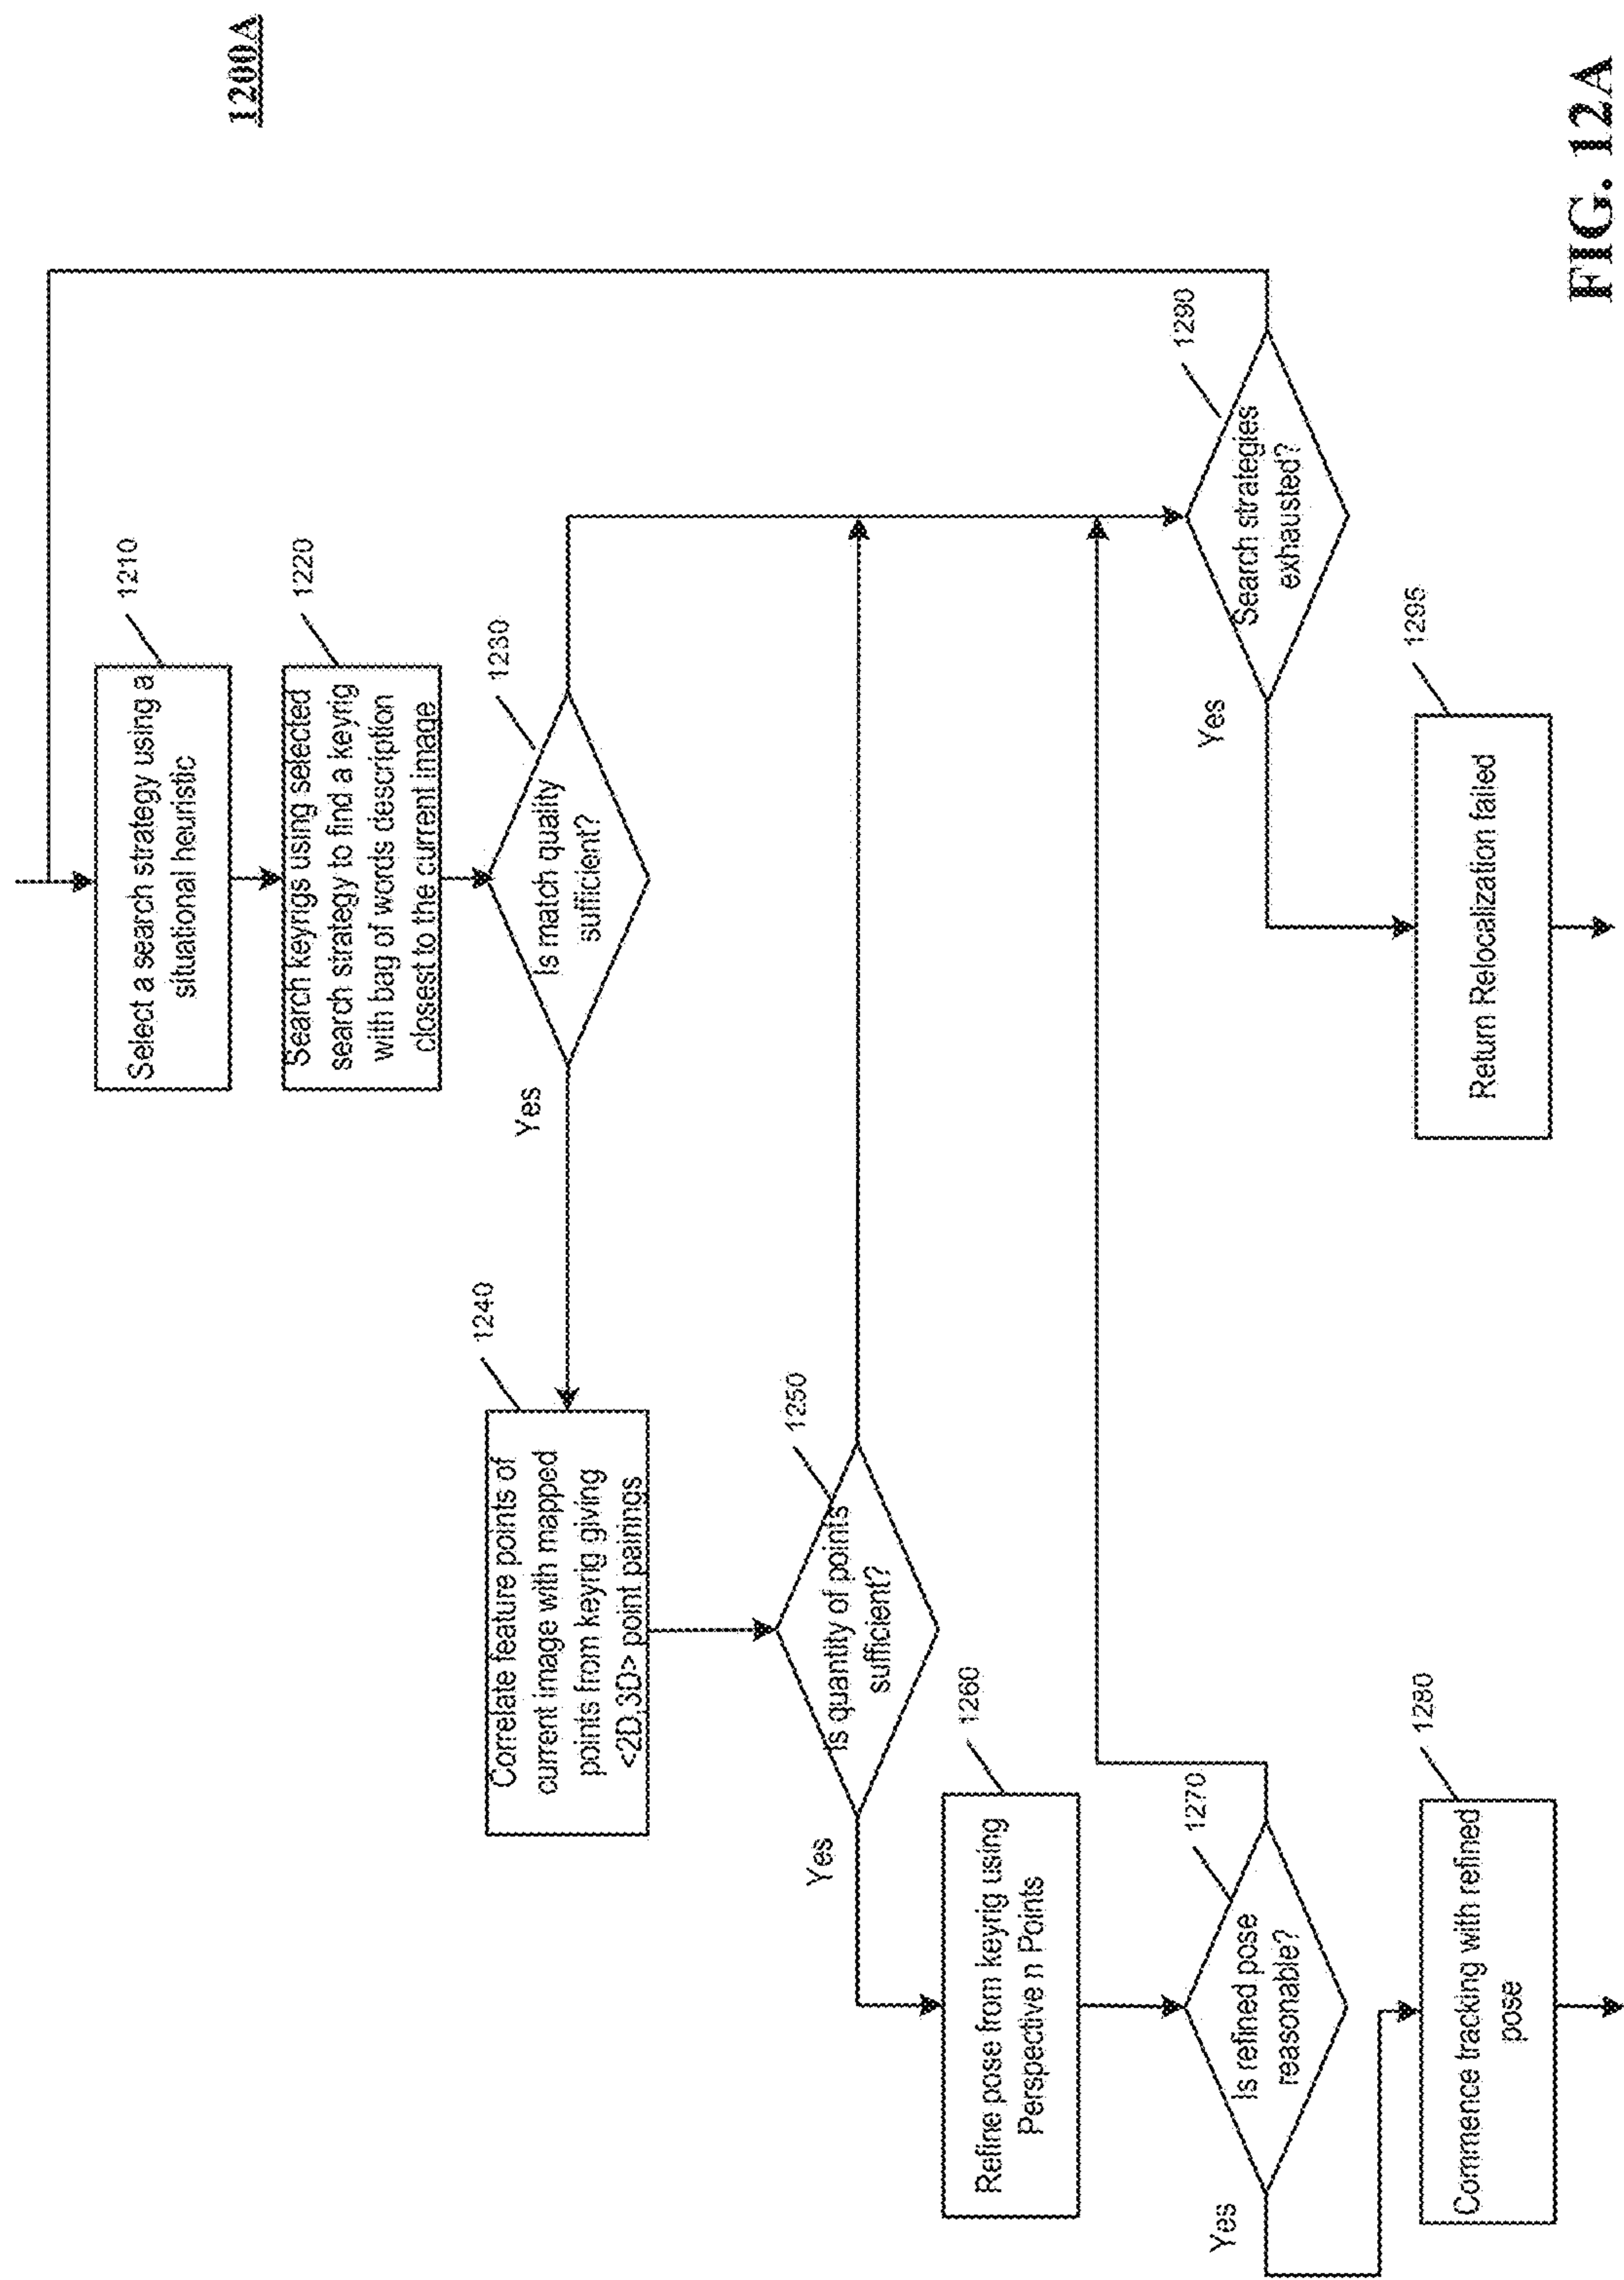 1200A
1210
Select a search strategy using a
situational heuristic
1220
Search keyrigs using selected
search strategy to find a keyrig
with bag of words description
closest to the current image
1230
Is match quality
sufficient?
Yes
1240
Correlate feature points of
current image with mapped
points from keyrig giving
<2D,3D> point pairings
1250
Is quantity of points
sufficient?
Yes
1260
Refine pose from keyrig using
Perspective n Points
1270
Is refined pose
reasonable?
Yes
1280
Commence tracking with refined
pose
1290
Search strategies
exhausted?
Yes
1295
Return Relocalization failed
FIG. 12A